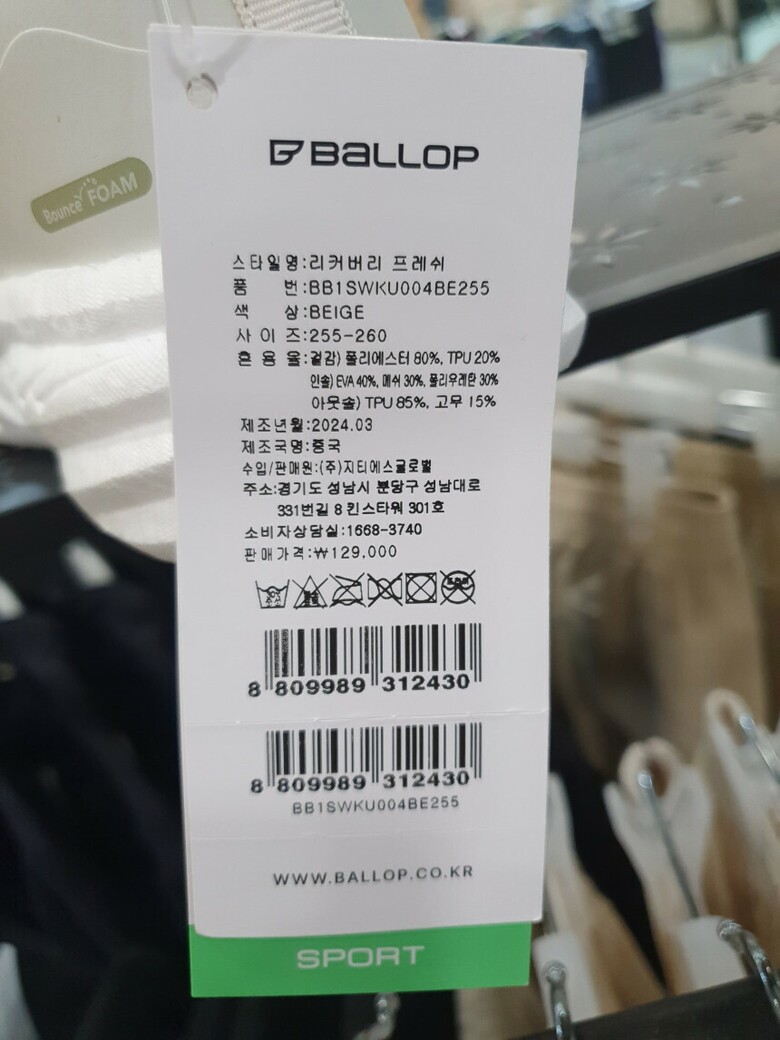 BALLOP
Bounce FOAM
스타일명:리커버리 프레쉬
품 번:BB1SWKU004BE255
색 상:BEIGE
사 이 즈:255-260
혼 용 율:겉감) 폴리에스터 80%, TPU 20%
인솔) EVA 40%, 메쉬 30%, 폴리우레탄 30%
아웃솔) TPU 85%, 고무 15%
제조년월:2024.03
제조국명:중국
수입/판매원:(주)지티에스글로벌
주소:경기도 성남시 분당구 성남대로
331번길 8 킨스타워 301호
소비자상담실:1668-3740
판매가격:₩129,000
8 809989 312430
8 809989 312430
BB1SWKU004BE255
WWW.BALLOP.CO.KR
SPORT